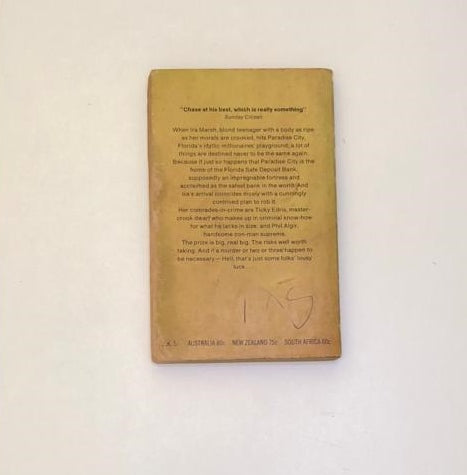 "Chase at his best, which is really something"
Sunday Citizen
When Ira Marsh, blond teenager with a body as ripe
as her morals are crooked, hits Paradise City,
Florida's idyllic millionaires' playground, a lot of
things are destined never to be the same again.
Because it just so happens that Paradise City is the
home of the Florida Safe Deposit Bank,
supposedly an impregnable fortress and
acclaimed as the safest bank in the world. And
Ira's arrival coincides nicely with a cunningly
contrived plan to rob it.
Her comrades-in-crime are Ticky Edris, master-
crook dwarf who makes up in criminal know-how
for what he lacks in size; and Phil Algir,
handsome con-man supreme.
The prize is big, real big. The risks well worth
taking. And if a murder or two or three happen to
be necessary — Hell, that's just some folks' lousy
luck
AUSTRALIA 80c NEW ZEALAND 75c SOUTH AFRICA 60c